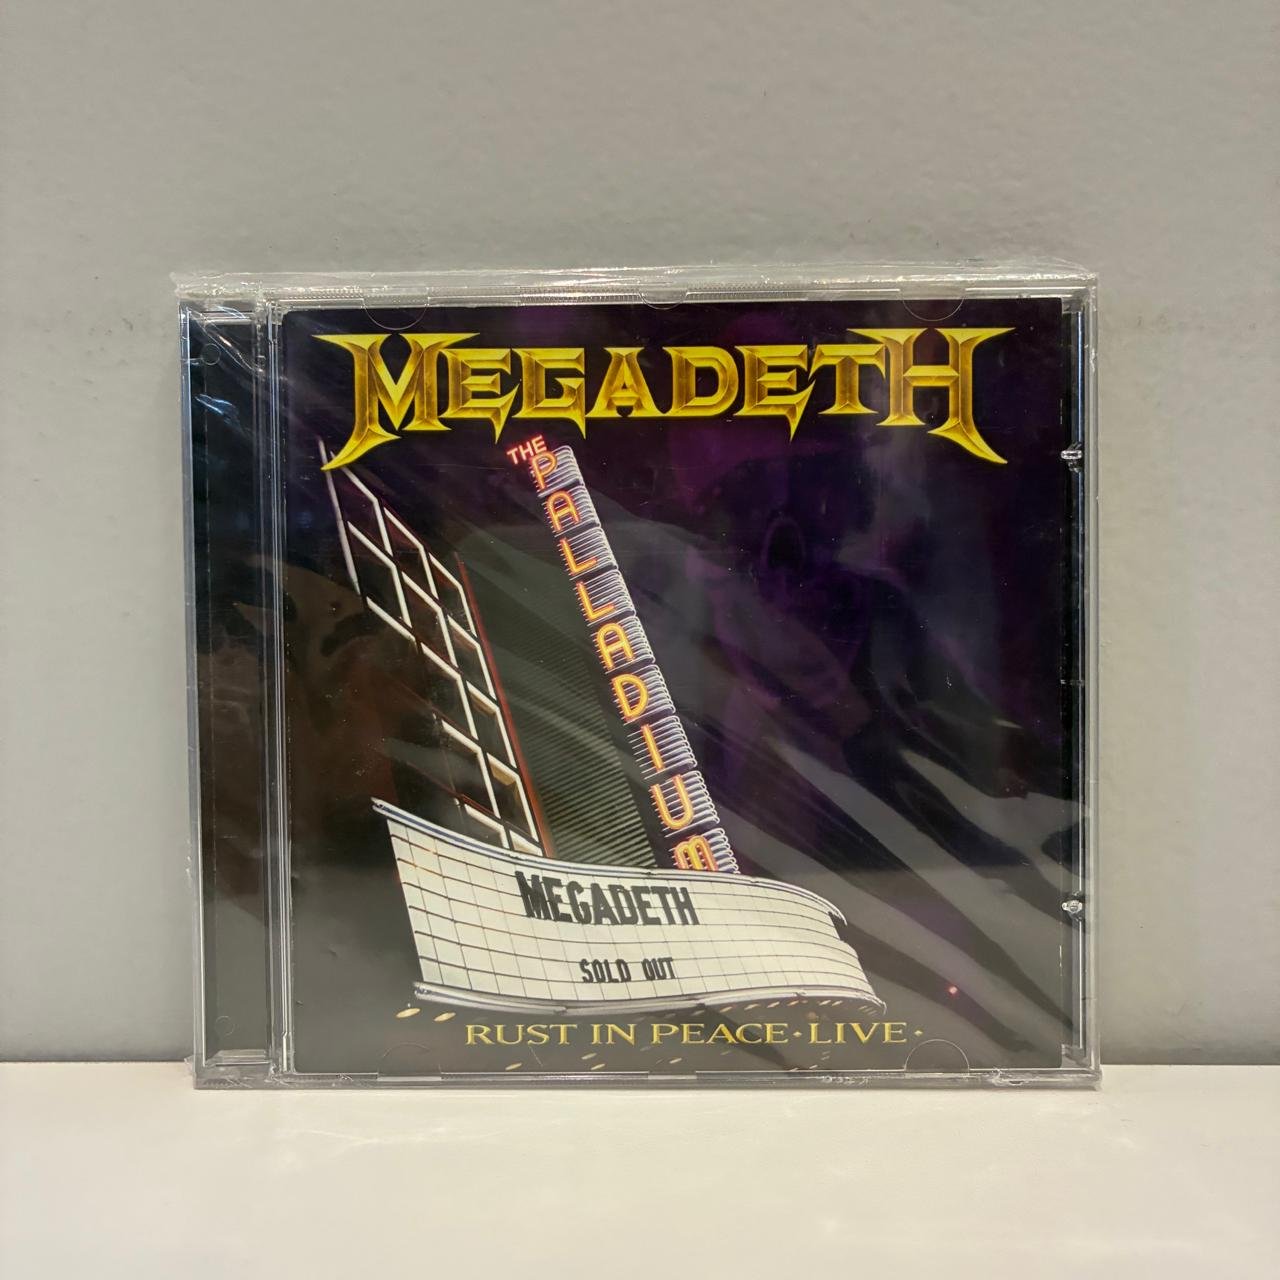 MEGADETH
THE
PALLADIUM
MEGADETH
SOLD OUT
RUST IN PEACE·LIVE·